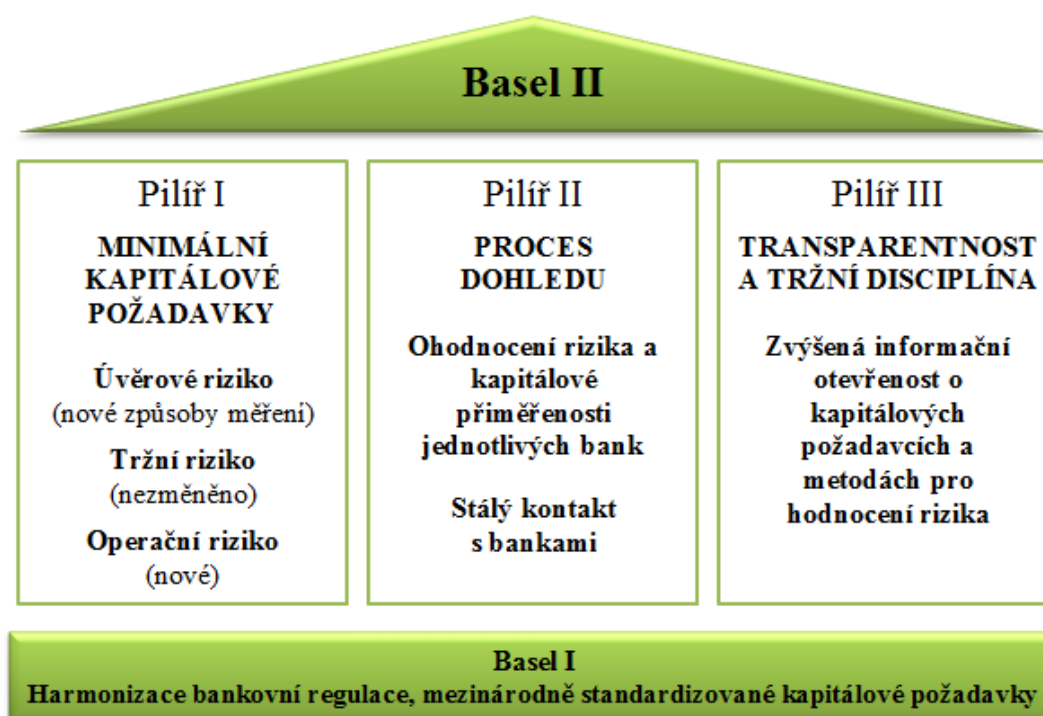 Basel II
Pilíř I
MINIMÁLNÍ
KAPITÁLOVÉ
POŽADAVKY
Úvěrové riziko
(nové způsoby měření)
Tržní riziko
(nezměněno)
Operační riziko
(nové)
Pilíř II
PROCES
DOHLEDU
Ohodnocení rizika a
kapitálové
přiměřenosti
jednotlivých bank
Stálý kontakt
s bankami
Pilíř III
TRANSPARENTNOST
A TRŽNÍ DISCIPLÍNA
Zvýšená informační
otevřenost o
kapitálových
požadavcích a
metodách pro
hodnocení rizika
Basel I
Harmonizace bankovní regulace, mezinárodně standardizované kapitálové požadavky